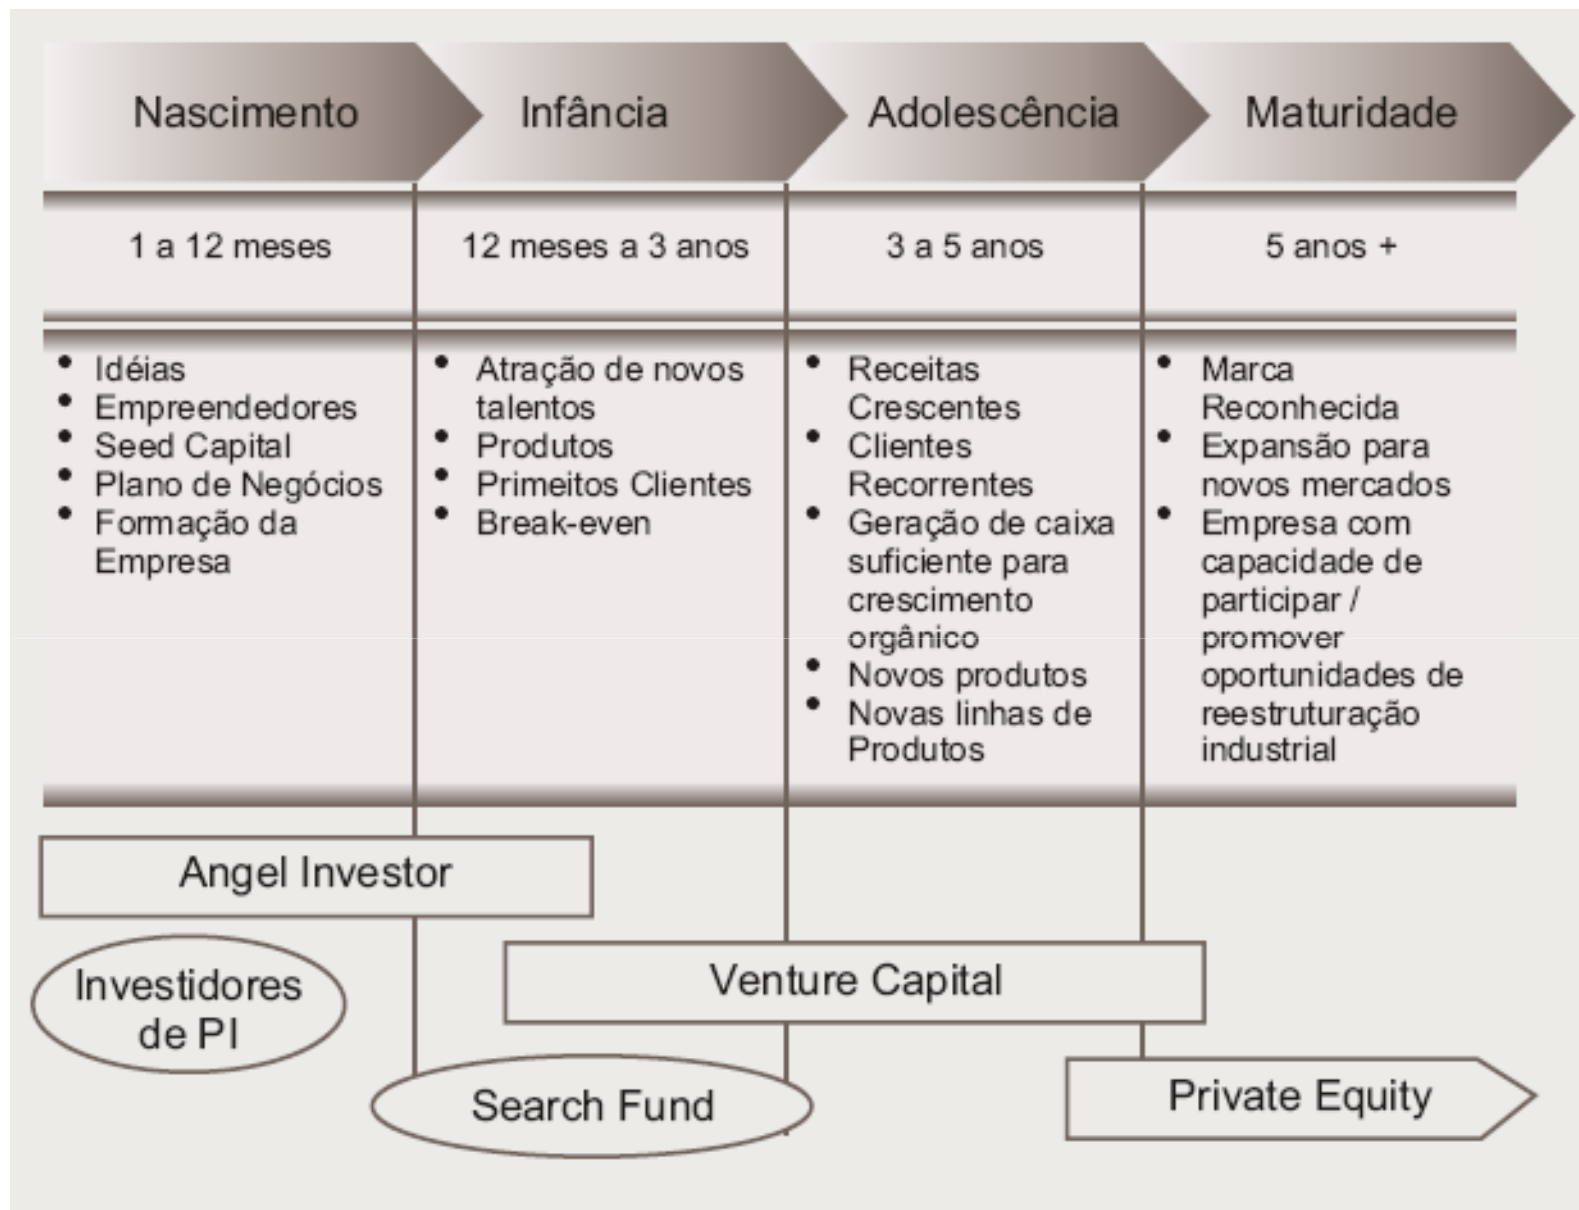 Nascimento
Infância
Adolescência
Maturidade
1 a 12 meses
12 meses a 3 anos
3 a 5 anos
5 anos +
• Idéias
• Empreendedores
• Seed Capital
• Plano de Negócios
• Formação da
Empresa
• Atração de novos
talentos
• Produtos
• Primeitos Clientes
• Break-even
• Receitas
Crescentes
• Clientes
Recorrentes
• Geração de caixa
suficiente para
crescimento
orgânico
• Novos produtos
• Novas linhas de
Produtos
• Marca
Reconhecida
• Expansão para
novos mercados
• Empresa com
capacidade de
participar /
promover
oportunidades de
reestruturação
industrial
Angel Investor
Investidores
de PI
Venture Capital
Search Fund
Private Equity